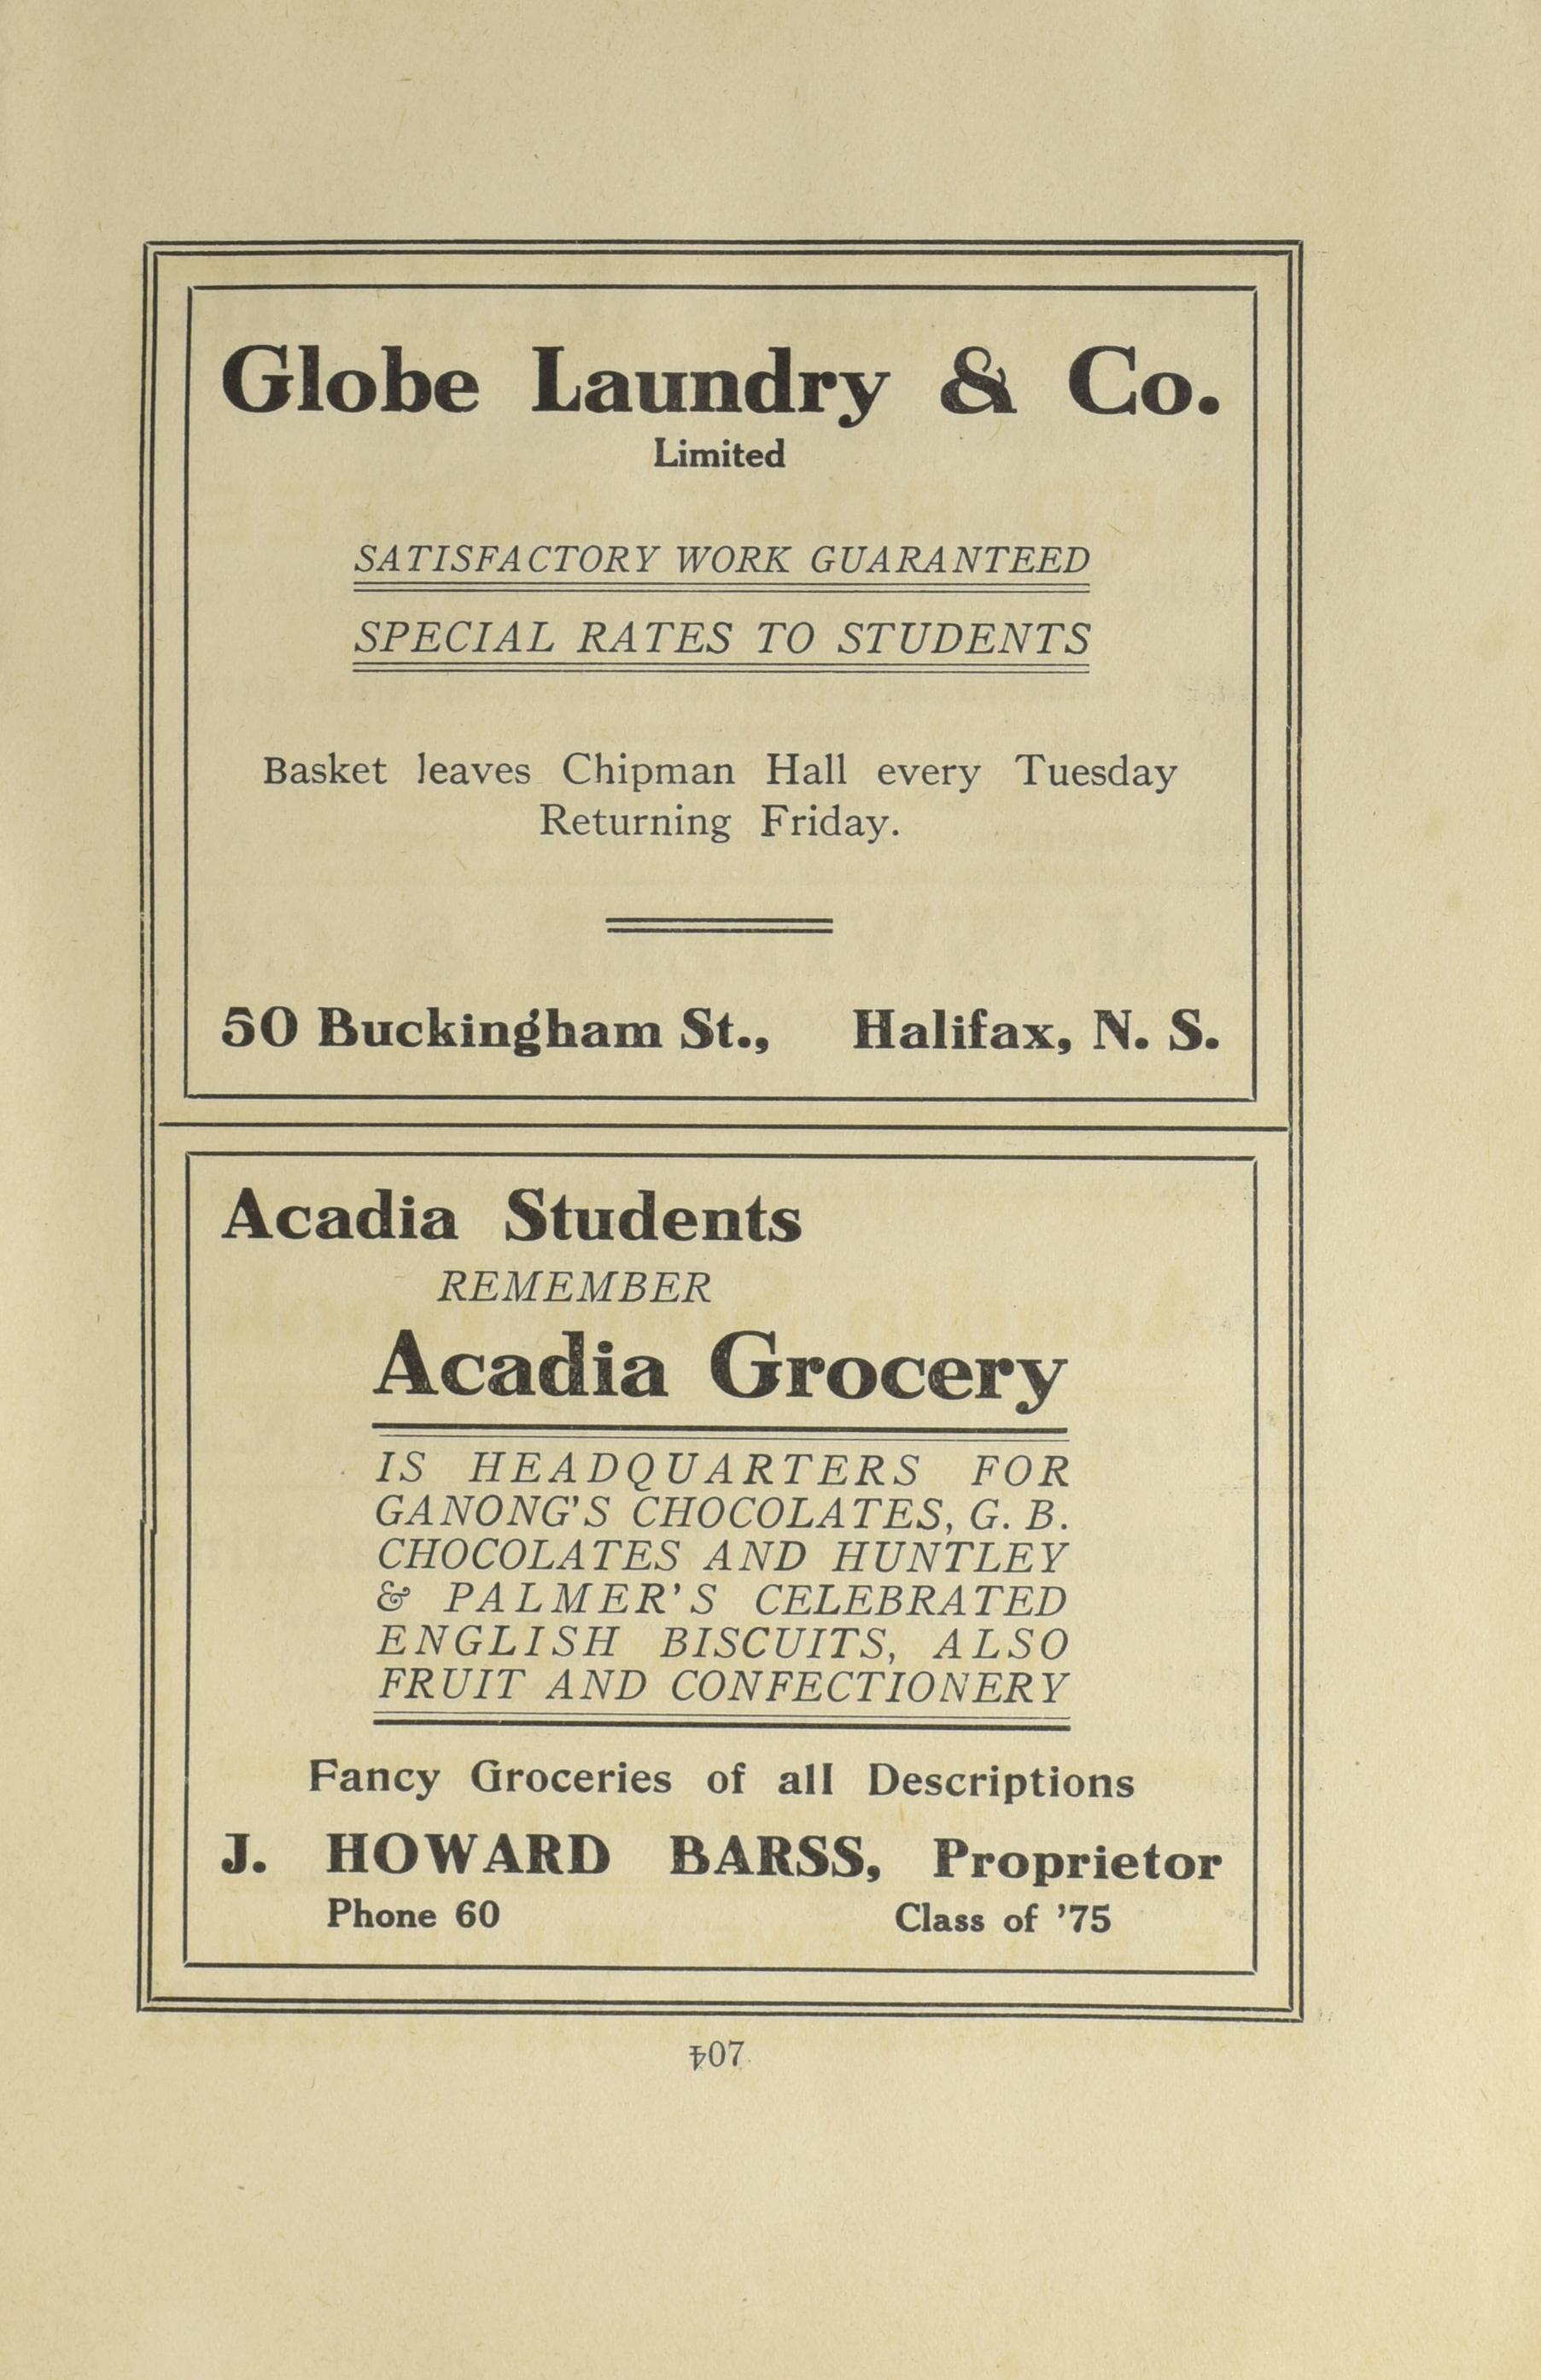 Globe Laundry & Co.
Limited
SATISFACTORY WORK GUARANTEED
SPECIAL RATES TO STUDENTS
Basket leaves Chipman Hall every Tuesday
Returning Friday.
50 Buckingham St., Halifax, N. S.
Acadia Students
REMEMBER
Acadia Grocery
IS HEADQUARTERS FOR
GANONG'S CHOCOLATES, G. B.
CHOCOLATES AND HUNTLEY
& PALMER'S CELEBRATED
ENGLISH BISCUITS, ALSO
FRUIT AND CONFECTIONERY
Fancy Groceries of all Descriptions
J. HOWARD BARSS, Proprietor
Phone 60 Class of '75
407